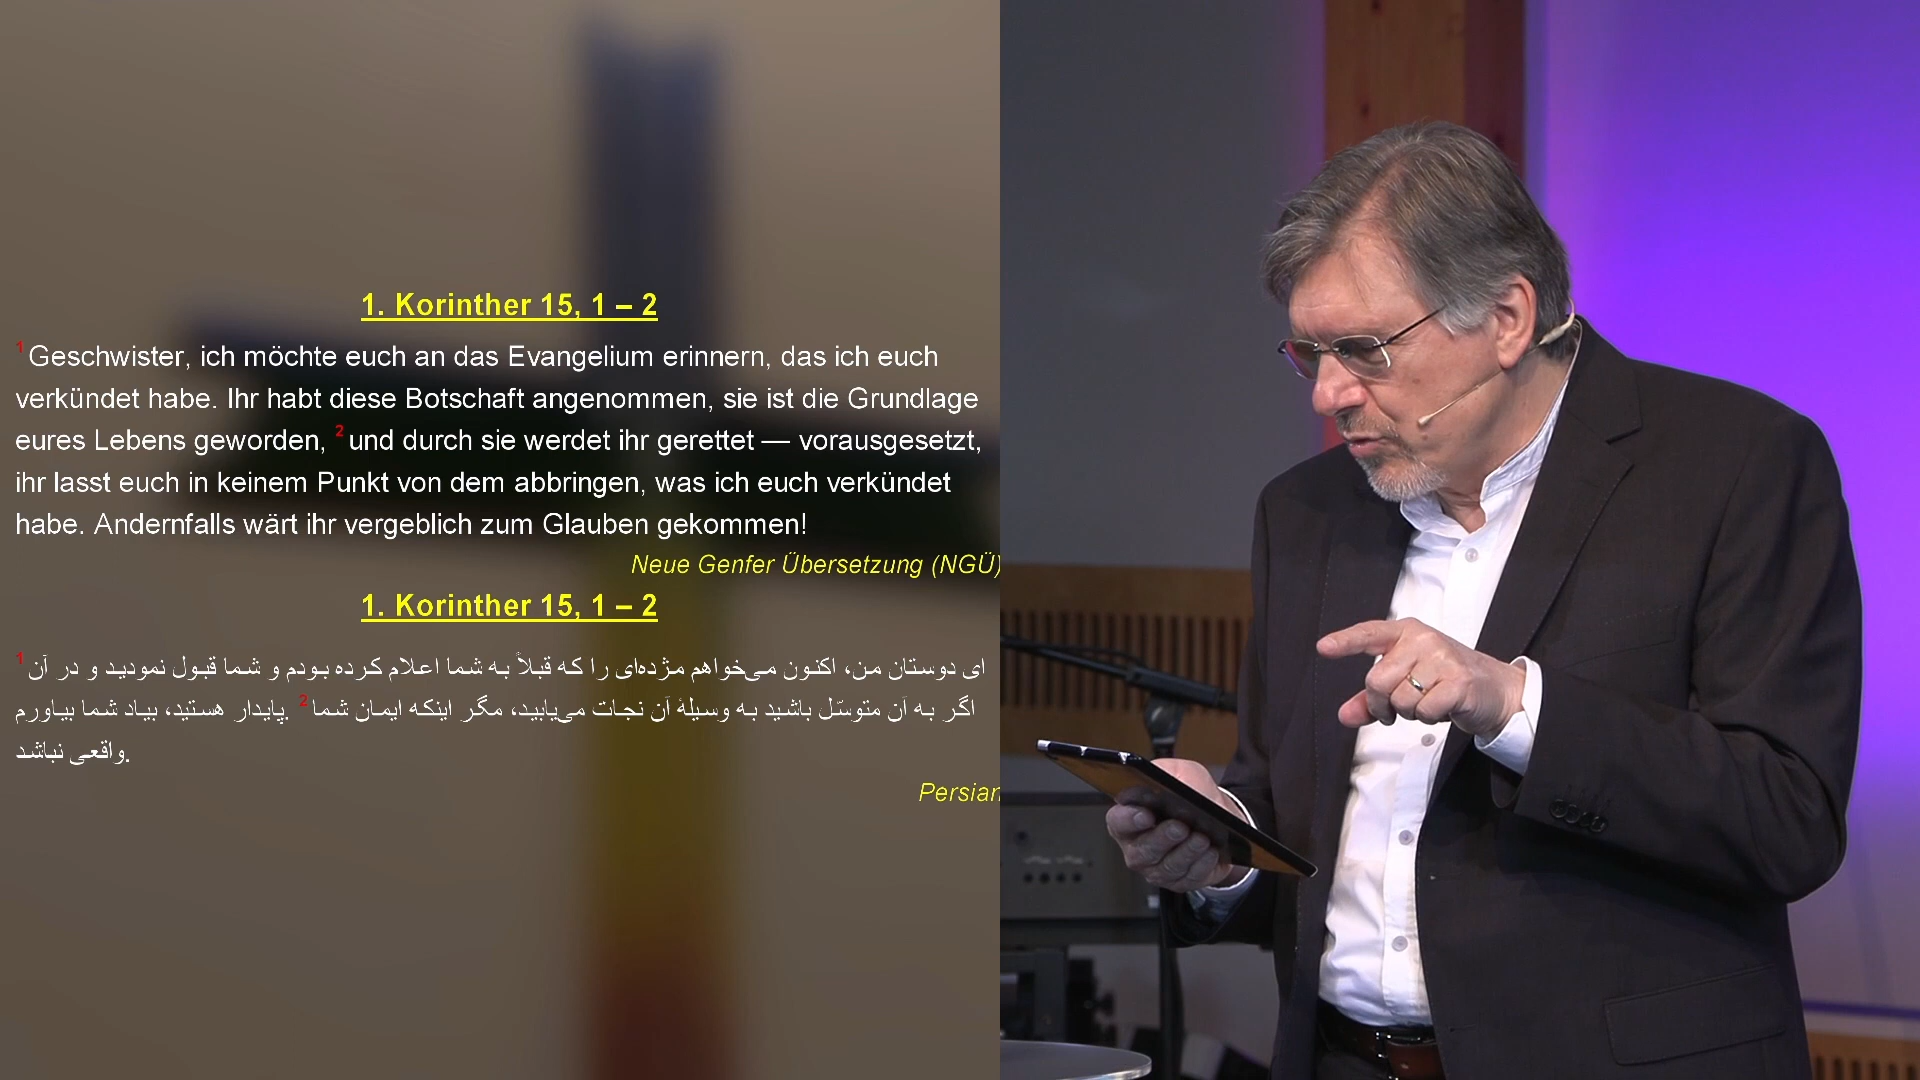 1. Korinther 15, 1 – 2
1 Geschwister, ich möchte euch an das Evangelium erinnern, das ich euch
verkündet habe. Ihr habt diese Botschaft angenommen, sie ist die Grundlage
eures Lebens geworden, 2 und durch sie werdet ihr gerettet — vorausgesetzt,
ihr lasst euch in keinem Punkt von dem abbringen, was ich euch verkündet
habe. Andernfalls wärt ihr vergeblich zum Glauben gekommen!
Neue Genfer Übersetzung (NGÜ)
1. Korinther 15, 1 – 2
1 ای دوستان من، اکنون می‌خواهم مژده‌ای را که قبلاً به شما اعلام کرده بودم و شما قبول نمودید و در آن
پایدار هستید، بیاد شما بیاورم. 2 اگر به آن متوسّل باشید به وسیلهٔ آن نجات می‌یابید، مگر اینکه ایمان شما
واقعی نباشد.
Persian